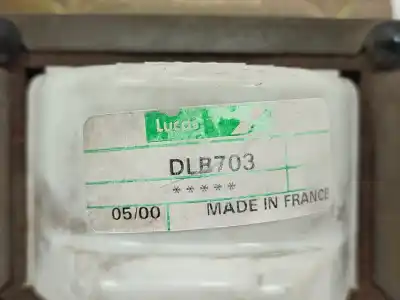 Lucas
DLB703
*****
05/00 MADE IN FRANCE